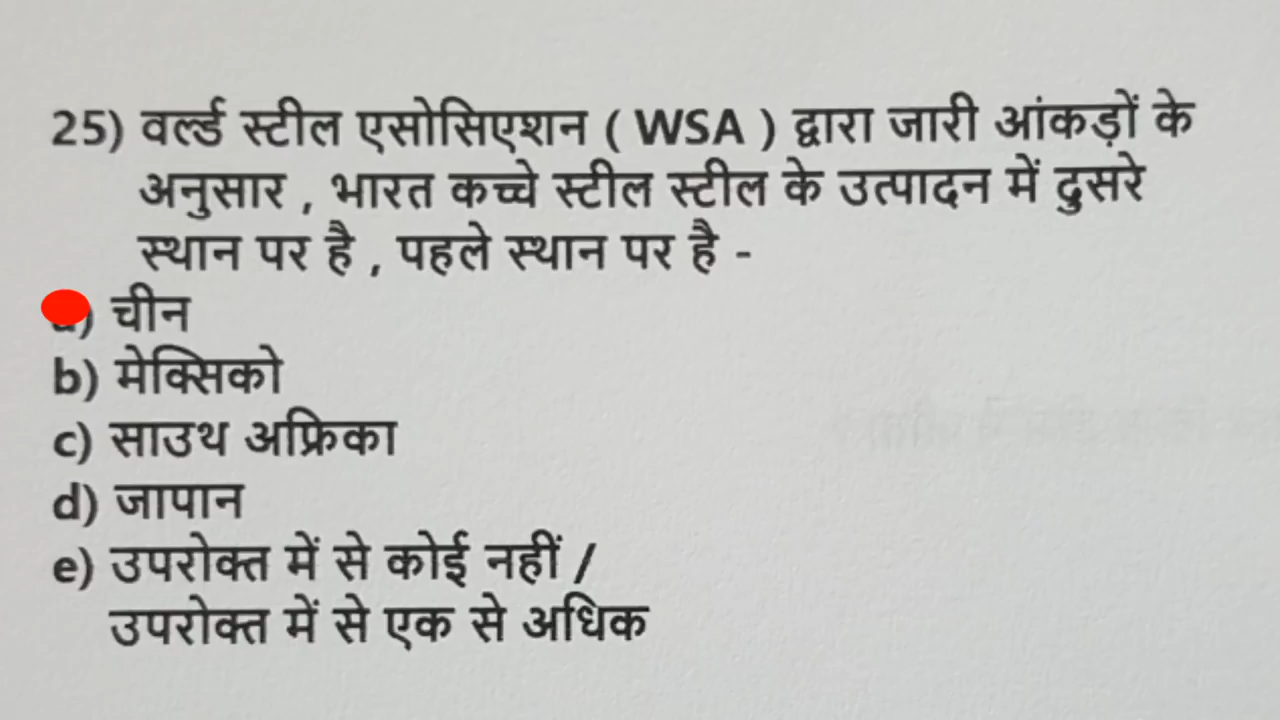 25) वर्ल्ड स्टील एसोसिएशन ( WSA ) द्वारा जारी आंकड़ों के
अनुसार , भारत कच्चे स्टील स्टील के उत्पादन में दुसरे
स्थान पर है , पहले स्थान पर है -
a) चीन
b) मेक्सिको
c) साउथ अफ्रिका
d) जापान
e) उपरोक्त में से कोई नहीं /
उपरोक्त में से एक से अधिक